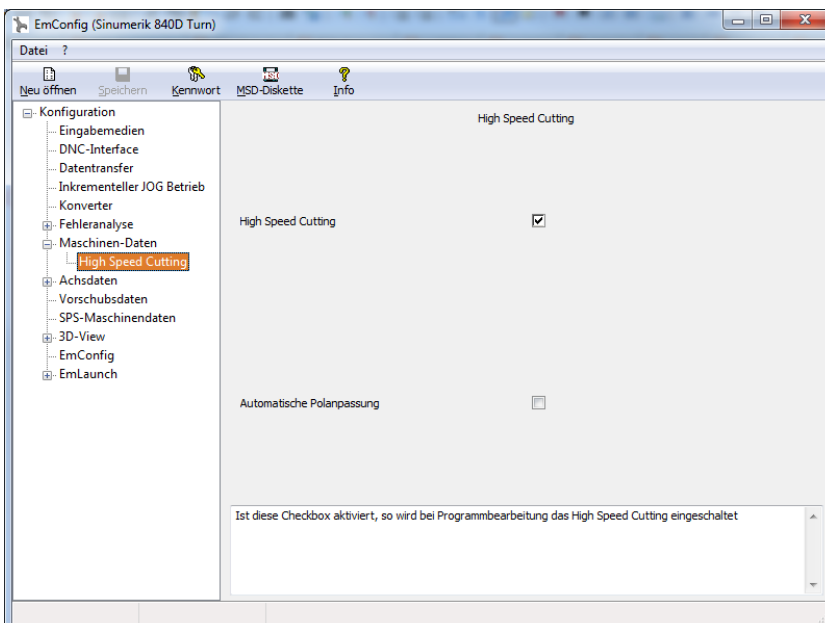 EmConfig (Sinumerik 840D Turn)
Datei ?
Neu öffnen Speichern Kennwort MSD-Diskette Info
Konfiguration
Eingabemedien
DNC-Interface
Datentransfer
Inkrementeller JOG Betrieb
Konverter
Fehleranalyse
Maschinen-Daten
High Speed Cutting
Achsdaten
Vorschubsdaten
SPS-Maschinendaten
3D-View
EmConfig
EmLaunch
High Speed Cutting
High Speed Cutting
Automatische Polanpassung
Ist diese Checkbox aktiviert, so wird bei Programmbearbeitung das High Speed Cutting eingeschaltet